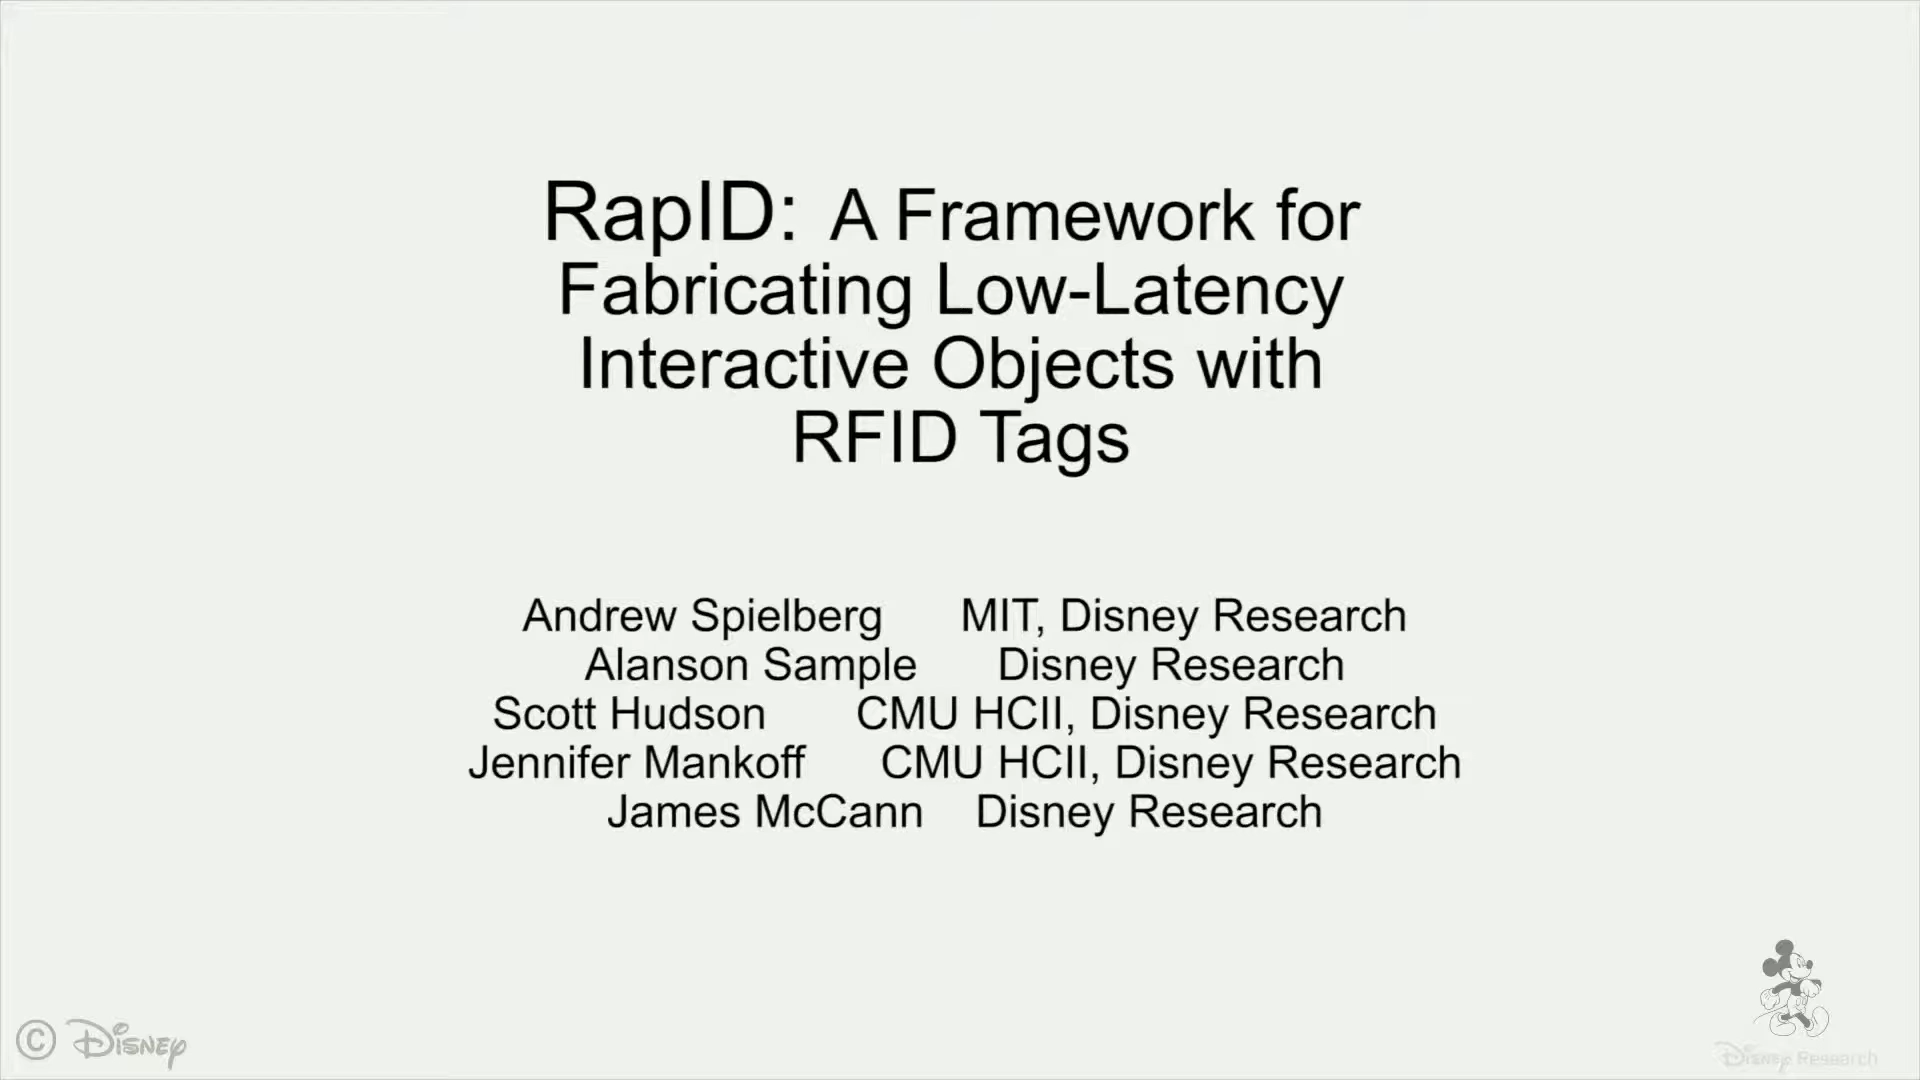 RapID: A Framework for
Fabricating Low-Latency
Interactive Objects with
RFID Tags
Andrew Spielberg MIT, Disney Research
Alanson Sample Disney Research
Scott Hudson CMU HCII, Disney Research
Jennifer Mankoff CMU HCII, Disney Research
James McCann Disney Research
© Disney
Disney Research